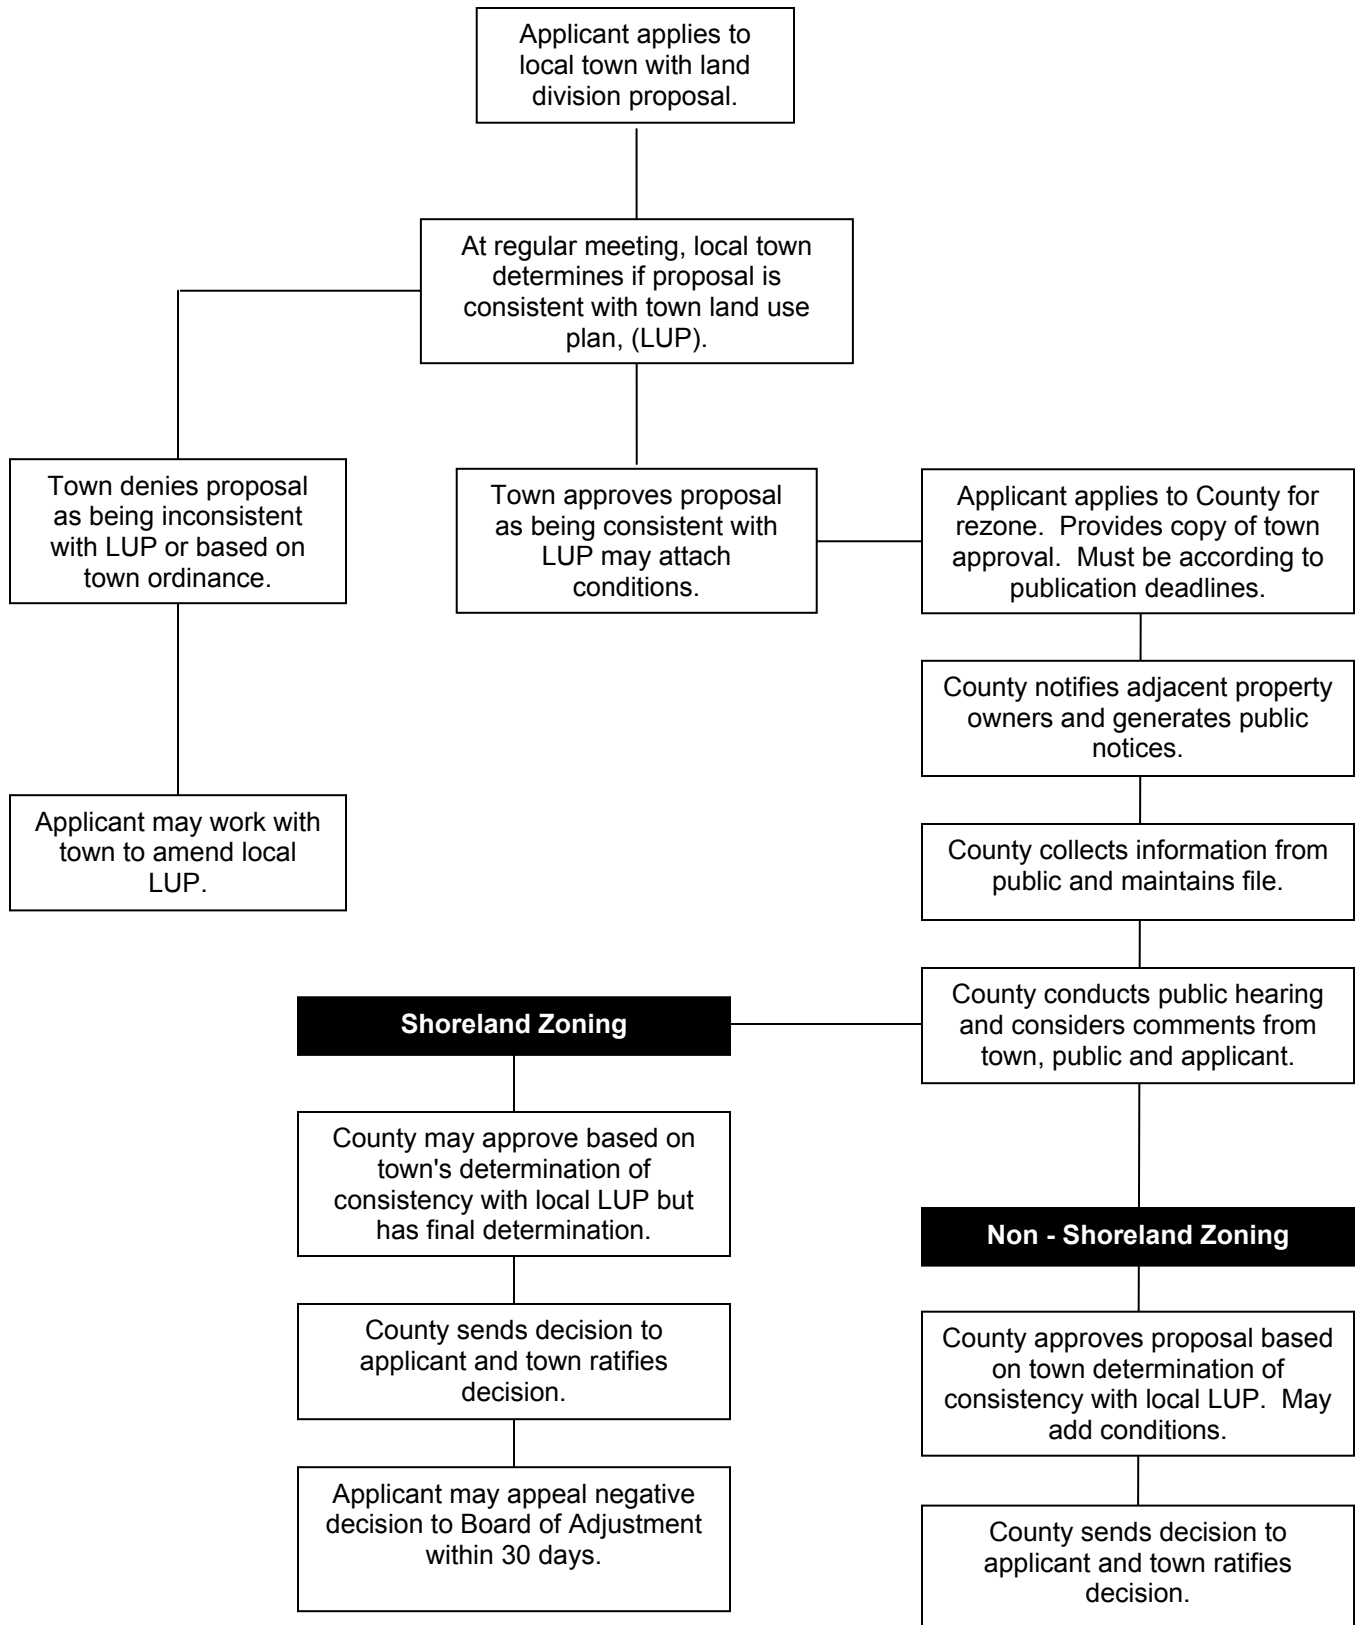 Applicant applies to
local town with land
division proposal.
At regular meeting, local town
determines if proposal is
consistent with town land use
plan, (LUP).
Town denies proposal
as being inconsistent
with LUP or based on
town ordinance.
Town approves proposal
as being consistent with
LUP may attach
conditions.
Applicant applies to County for
rezone.  Provides copy of town
approval.  Must be according to
publication deadlines.
County notifies adjacent property
owners and generates public
notices.
Applicant may work with
town to amend local
LUP.
County collects information from
public and maintains file.
County conducts public hearing
and considers comments from
town, public and applicant.
Shoreland Zoning
County may approve based on
town's determination of
consistency with local LUP but
has final determination.
County sends decision to
applicant and town ratifies
decision.
Applicant may appeal negative
decision to Board of Adjustment
within 30 days.
Non - Shoreland Zoning
County approves proposal based
on town determination of
consistency with local LUP.  May
add conditions.
County sends decision to
applicant and town ratifies
decision.